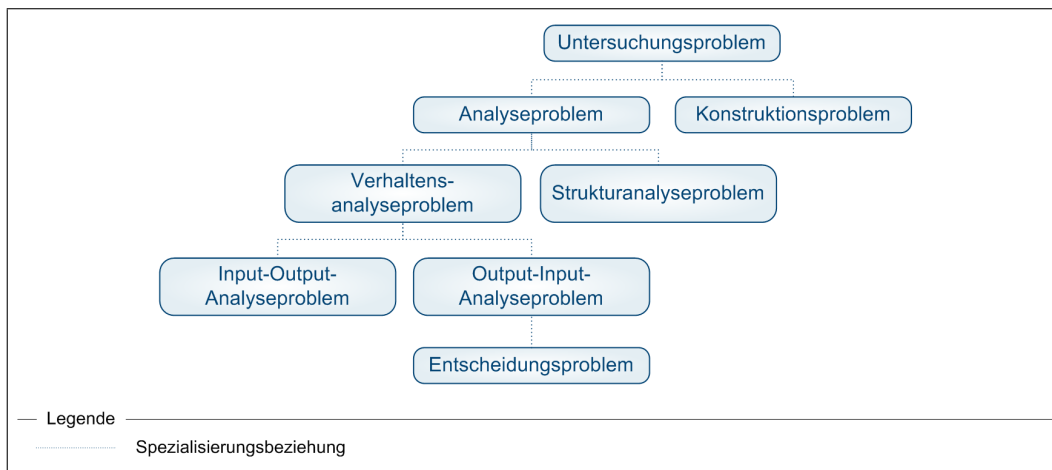 Untersuchungsproblem
Analyseproblem
Konstruktionsproblem
Verhaltens-
analyseproblem
Strukturanalyseproblem
Input-Output-
Analyseproblem
Output-Input-
Analyseproblem
Entscheidungsproblem
Legende
Spezialisierungsbeziehung